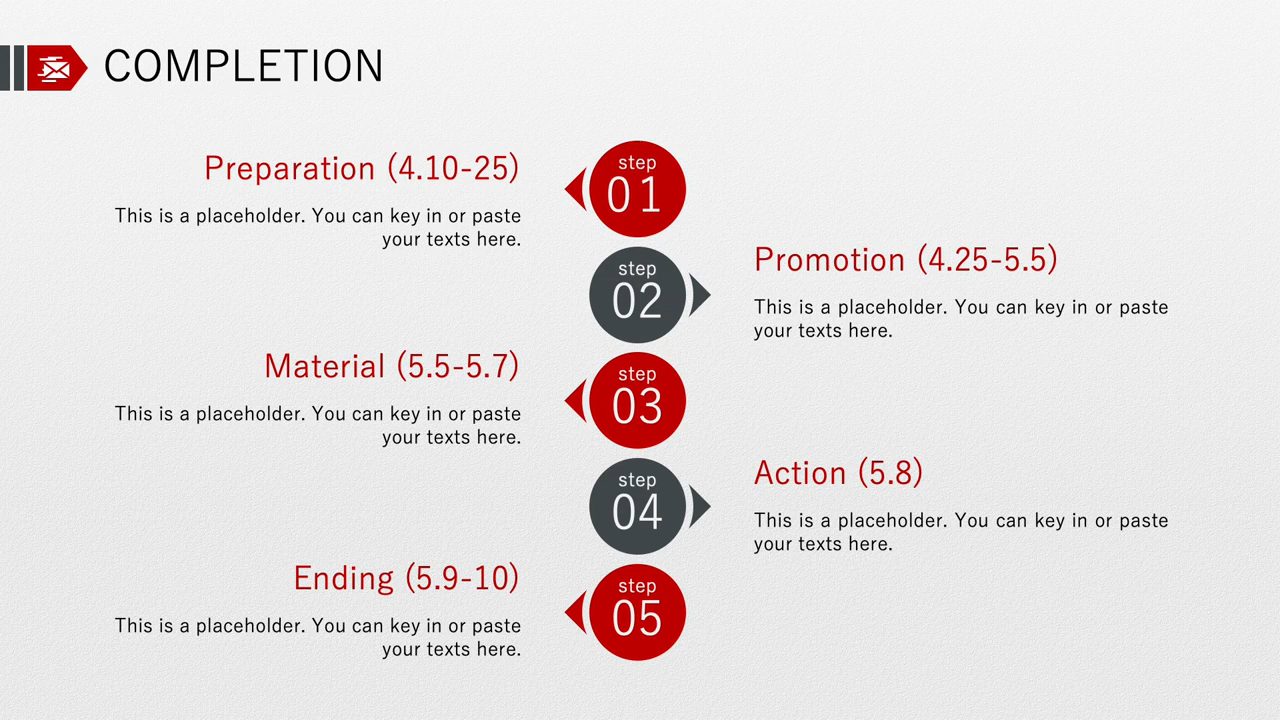 COMPLETION
Preparation (4.10-25)
This is a placeholder. You can key in or paste
your texts here.
step
01
step
02
Promotion (4.25-5.5)
This is a placeholder. You can key in or paste
your texts here.
Material (5.5-5.7)
This is a placeholder. You can key in or paste
your texts here.
step
03
step
04
Action (5.8)
This is a placeholder. You can key in or paste
your texts here.
Ending (5.9-10)
This is a placeholder. You can key in or paste
your texts here.
step
05